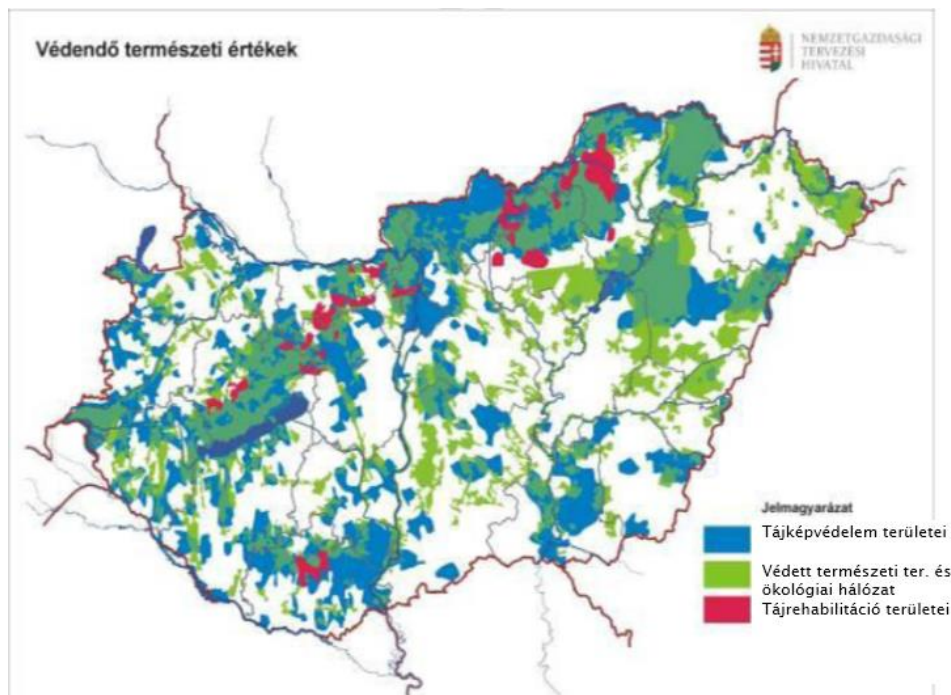 Védendő természeti értékek
NEMZETGAZDASÁGI
TERVEZÉSI
HIVATAL
Jelmagyarázat
Tájképvédelem területei
Védett természeti ter. és
ökológiai hálózat
Tájrehabilitáció területei